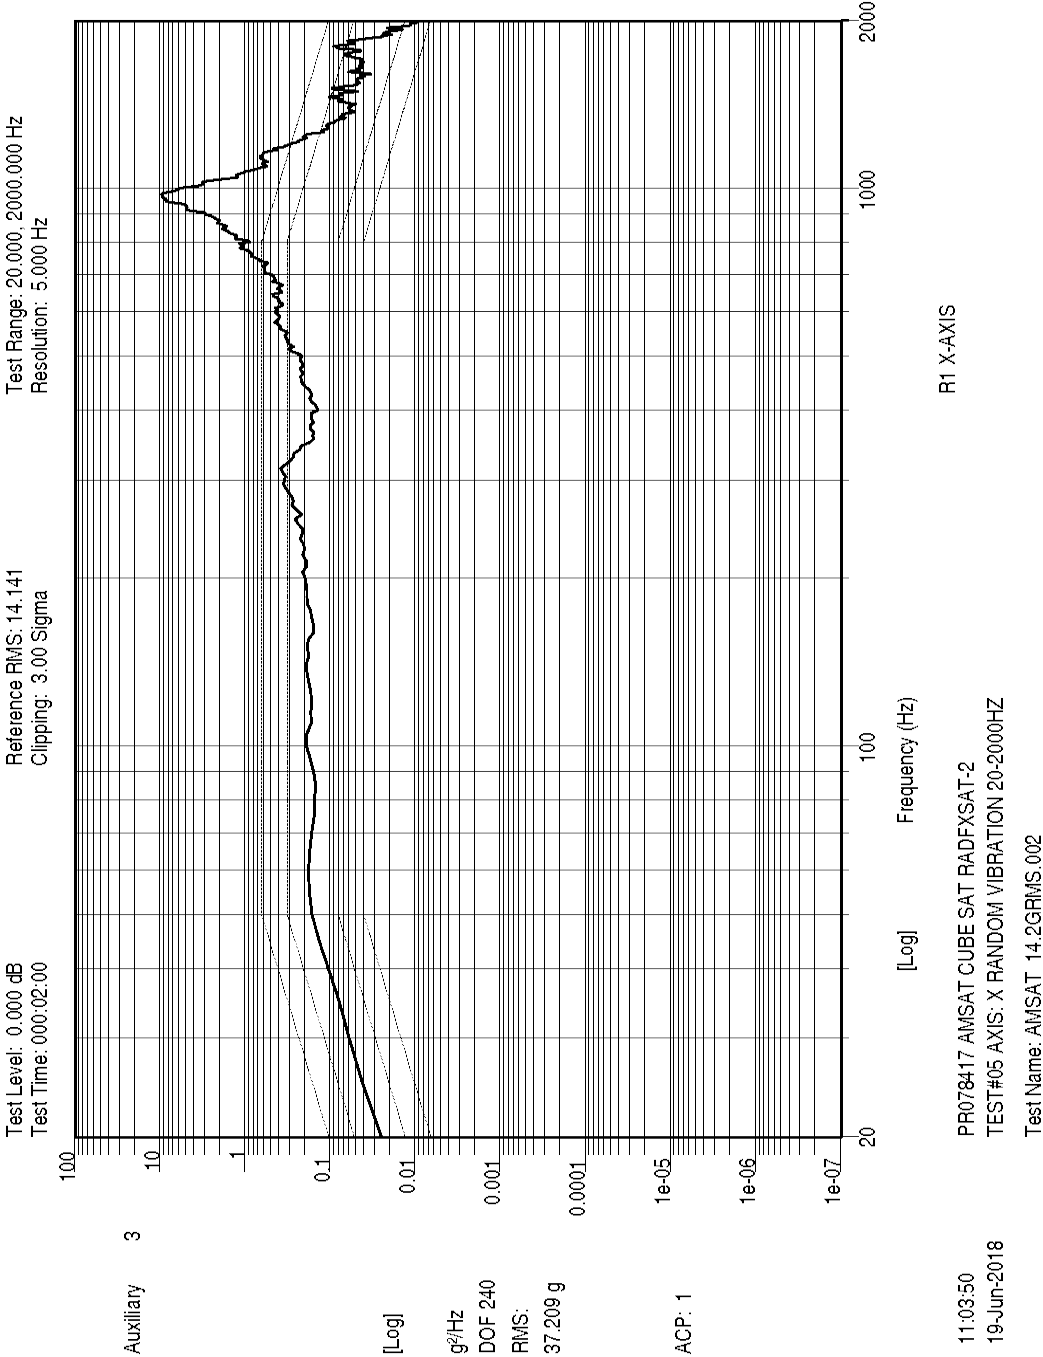 Test Level: 0.000 dB Reference RMS: 14.141 Test Range: 20.000, 2000.000 Hz
Test Time: 000:02:00 Clipping: 3.00 Sigma Resolution: 5.000 Hz
Auxiliary 3
100
10
1
0.1
0.01
0.001
0.0001
1e-05
1e-06
1e-07
[Log]
g²/Hz
DOF 240
RMS:
37.209 g
ACP: 1
20 100 1000 2000
[Log] Frequency (Hz)
R1 X-AXIS
11:03:50 PR078417 AMSAT CUBE SAT RADFXSAT-2
19-Jun-2018 TEST#05 AXIS: X RANDOM VIBRATION 20-2000HZ
Test Name: AMSAT 14.2GRMS.002